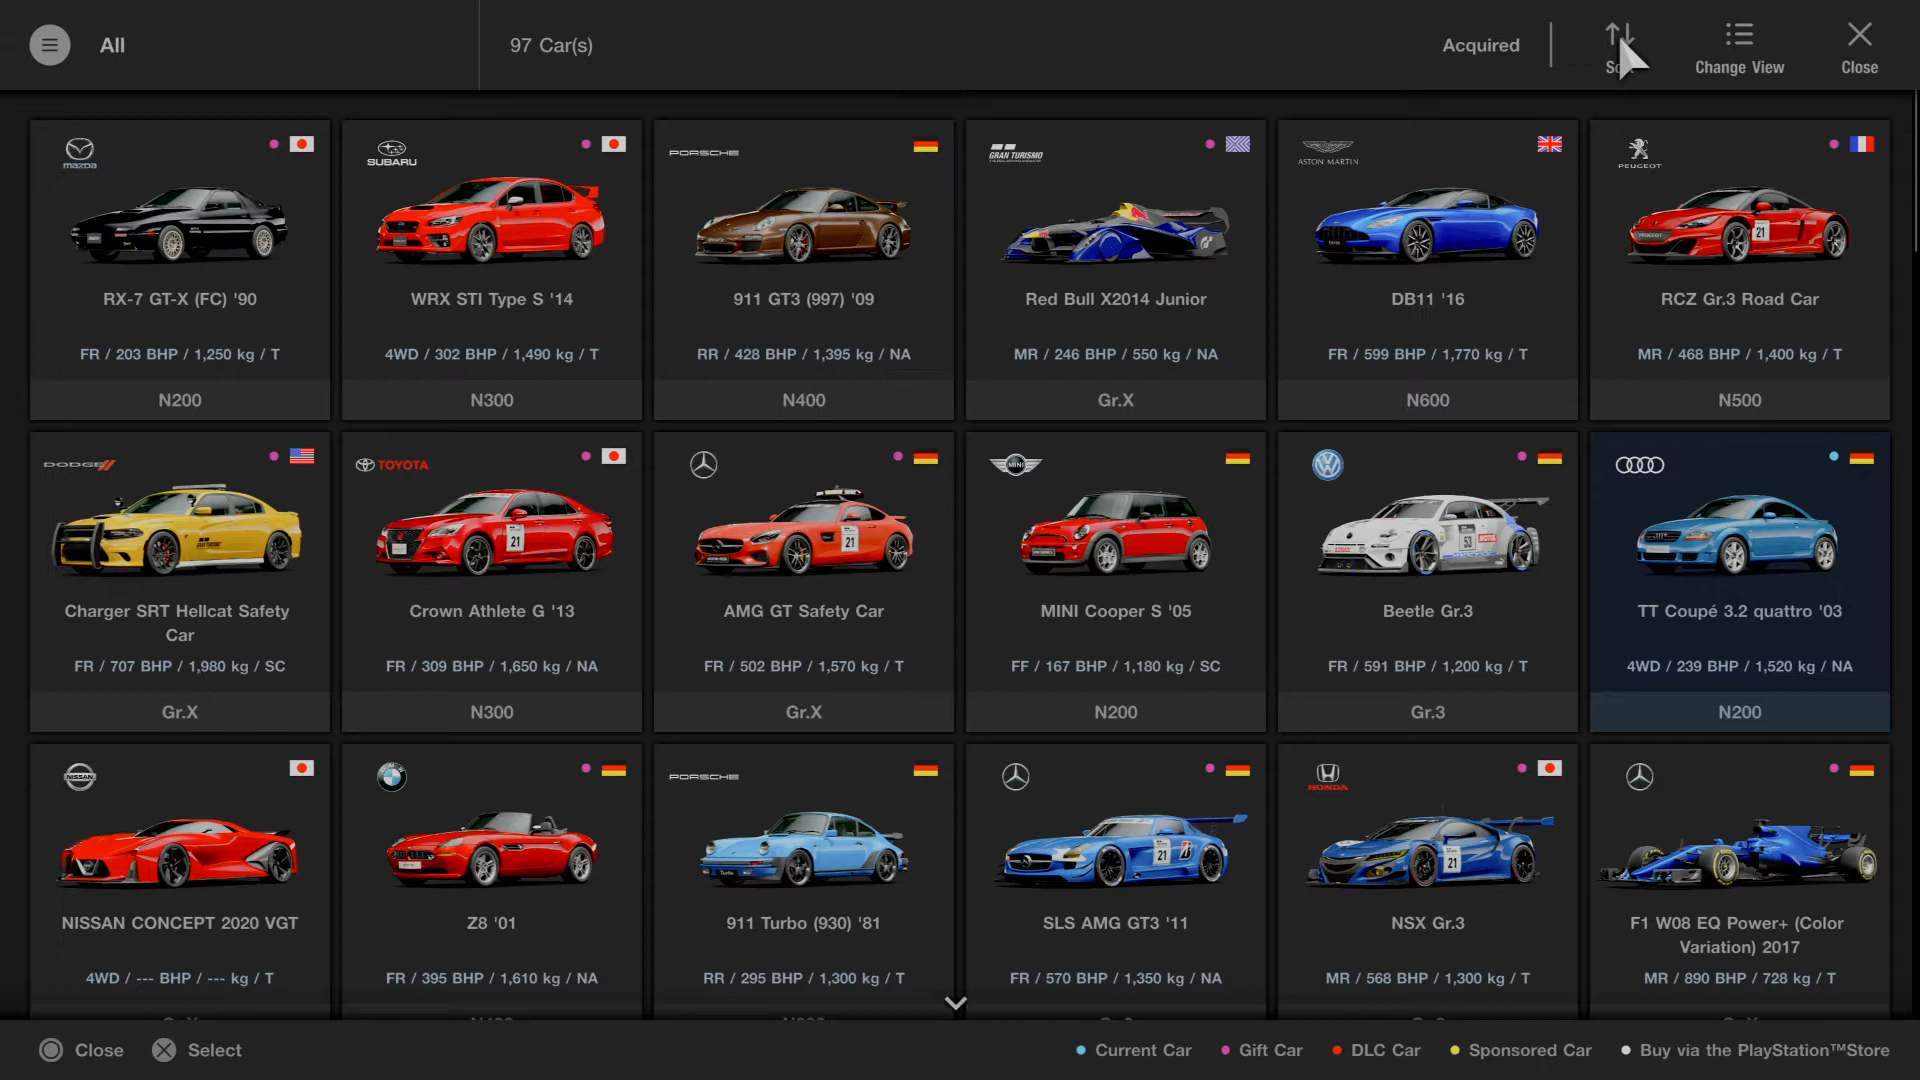 All
97 Car(s)
Acquired
Change View
Close
MAZDA
RX-7 GT-X (FC) '90
FR / 203 BHP / 1,250 kg / T
N200
SUBARU
WRX STI Type S '14
4WD / 302 BHP / 1,490 kg / T
N300
PORSCHE
911 GT3 (997) '09
RR / 428 BHP / 1,395 kg / NA
N400
GRAN TURISMO
Red Bull X2014 Junior
MR / 246 BHP / 550 kg / NA
Gr.X
ASTON MARTIN
DB11 '16
FR / 599 BHP / 1,770 kg / T
N600
PEUGEOT
21
RCZ Gr.3 Road Car
MR / 468 BHP / 1,400 kg / T
N500
DODGE
Charger SRT Hellcat Safety
Car
FR / 707 BHP / 1,980 kg / SC
Gr.X
TOYOTA
21
Crown Athlete G '13
FR / 309 BHP / 1,650 kg / NA
N300
21
AMG GT Safety Car
FR / 502 BHP / 1,570 kg / T
Gr.X
MINI
MINI Cooper S '05
FF / 167 BHP / 1,180 kg / SC
N200
53
Beetle Gr.3
FR / 591 BHP / 1,200 kg / T
Gr.3
TT Coupé 3.2 quattro '03
4WD / 239 BHP / 1,520 kg / NA
N200
NISSAN
NISSAN CONCEPT 2020 VGT
4WD / --- BHP / --- kg / T
Z8 '01
FR / 395 BHP / 1,610 kg / NA
PORSCHE
911 Turbo (930) '81
RR / 295 BHP / 1,300 kg / T
21
SLS AMG GT3 '11
FR / 570 BHP / 1,350 kg / NA
HONDA
21
NSX Gr.3
MR / 568 BHP / 1,300 kg / T
F1 W08 EQ Power+ (Color
Variation) 2017
MR / 890 BHP / 728 kg / T
Close
Select
Current Car
Gift Car
DLC Car
Sponsored Car
Buy via the PlayStation™Store